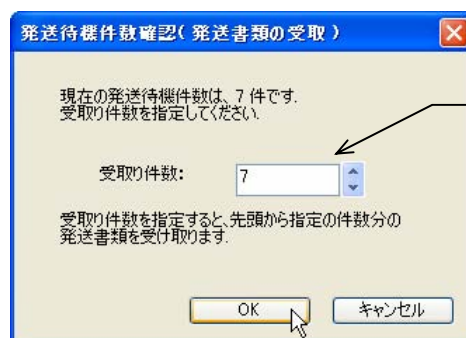 発送待機件数確認(発送書類の受取)
現在の発送待機件数は、7 件です.
受取り件数を指定してください.
受取り件数:
7
受取り件数を指定すると、先頭から指定の件数分の
発送書類を受け取ります.
OK
キャンセル